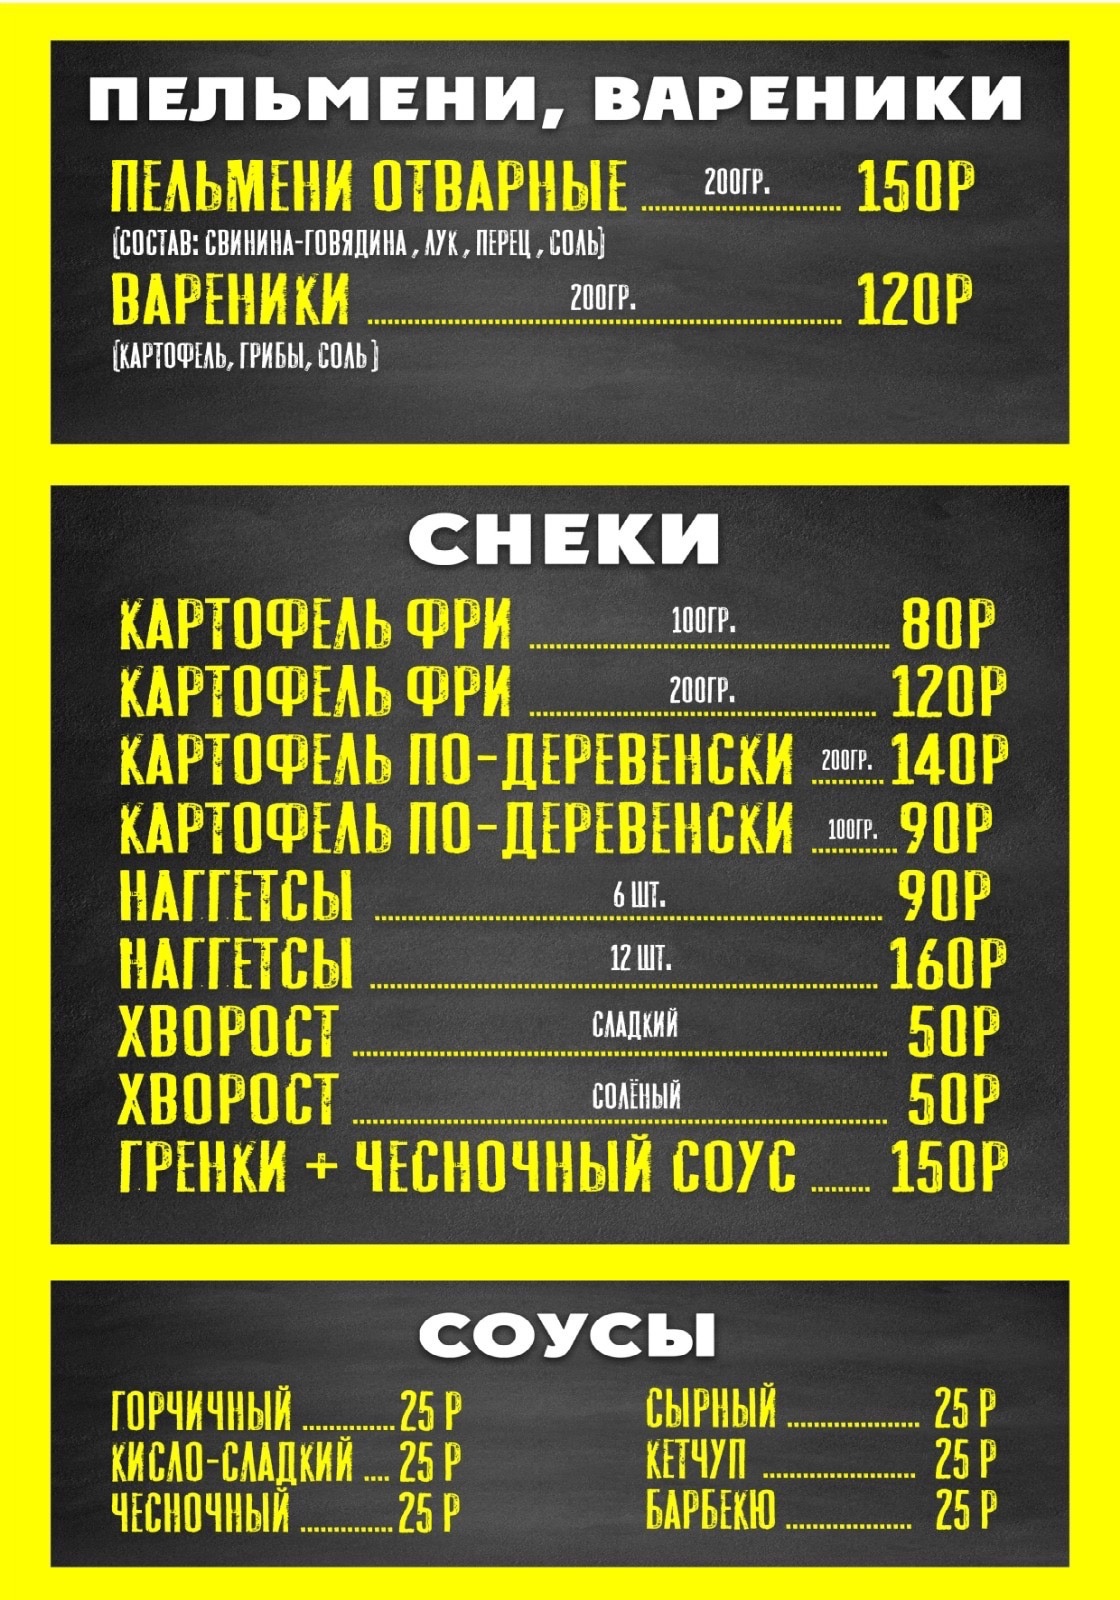 ПЕЛЬМЕНИ, ВАРЕНИКИ
ПЕЛЬМЕНИ ОТВАРНЫЕ 200ГР. 150Р
(СОСТАВ: СВИНИНА-ГОВЯДИНА , ЛУК , ПЕРЕЦ , СОЛЬ)
ВАРЕНИКИ 200ГР. 120Р
(КАРТОФЕЛЬ, ГРИБЫ, СОЛЬ )
СНЕКИ
КАРТОФЕЛЬ ФРИ 100ГР. 80Р
КАРТОФЕЛЬ ФРИ 200ГР. 120Р
КАРТОФЕЛЬ ПО-ДЕРЕВЕНСКИ 200ГР. 140Р
КАРТОФЕЛЬ ПО-ДЕРЕВЕНСКИ 100ГР. 90Р
НАГГЕТСЫ 6 ШТ. 90Р
НАГГЕТСЫ 12 ШТ. 160Р
ХВОРОСТ СЛАДКИЙ 50Р
ХВОРОСТ СОЛЁНЫЙ 50Р
ГРЕНКИ + ЧЕСНОЧНЫЙ СОУС 150Р
СОУСЫ
ГОРЧИЧНЫЙ 25 Р
КИСЛО-СЛАДКИЙ 25 Р
ЧЕСНОЧНЫЙ 25 Р
СЫРНЫЙ 25 Р
КЕТЧУП 25 Р
БАРБЕКЮ 25 Р